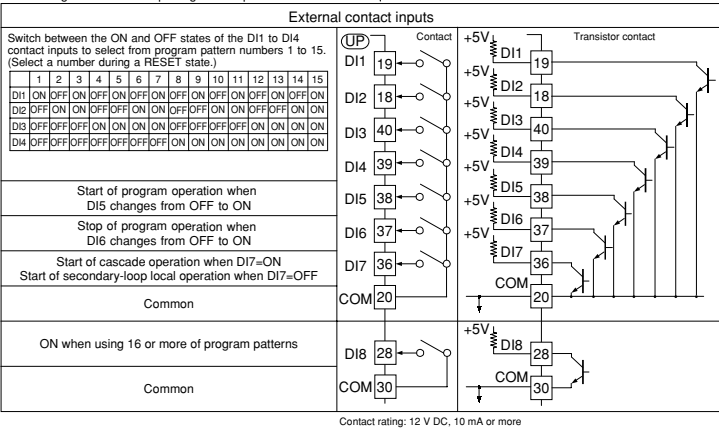 External contact inputs
Switch between the ON and OFF states of the DI1 to DI4
contact inputs to select from program pattern numbers 1 to 15.
(Select a number during a RESET state.)
1 2 3 4 5 6 7 8 9 10 11 12 13 14 15
DI1 ON OFF ON OFF ON OFF ON OFF ON OFF ON OFF ON OFF ON
DI2 OFF ON ON OFF OFF ON ON OFF OFF ON ON OFF OFF ON ON
DI3 OFF OFF OFF ON ON ON ON OFF OFF OFF OFF ON ON ON ON
DI4 OFF OFF OFF OFF OFF OFF OFF ON ON ON ON ON ON ON ON
Start of program operation when
DI5 changes from OFF to ON
Stop of program operation when
DI6 changes from OFF to ON
Start of cascade operation when DI7=ON
Start of secondary-loop local operation when DI7=OFF
Common
ON when using 16 or more of program patterns
Common
UP Contact
DI1 19
DI2 18
DI3 40
DI4 39
DI5 38
DI6 37
DI7 36
COM 20
DI8 28
COM 30
Transistor contact
+5V DI1 19
+5V DI2 18
+5V DI3 40
+5V DI4 39
+5V DI5 38
+5V DI6 37
+5V DI7 36
COM 20
+5V DI8 28
COM 30
Contact rating: 12 V DC, 10 mA or more